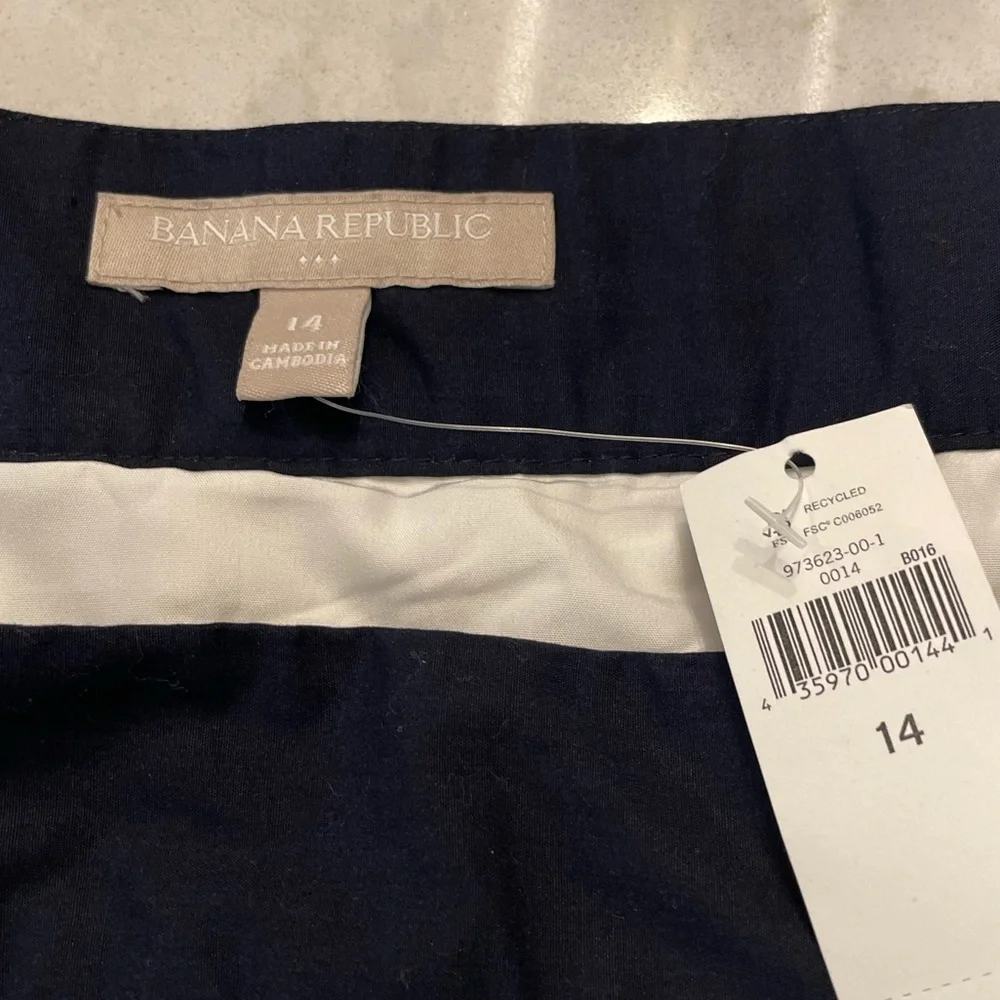 BANANA REPUBLIC
14
MADE IN
CAMBODIA
RECYCLED
FSC® C006052
973623-00-1
0014
B016
4 35970 00144 1
14